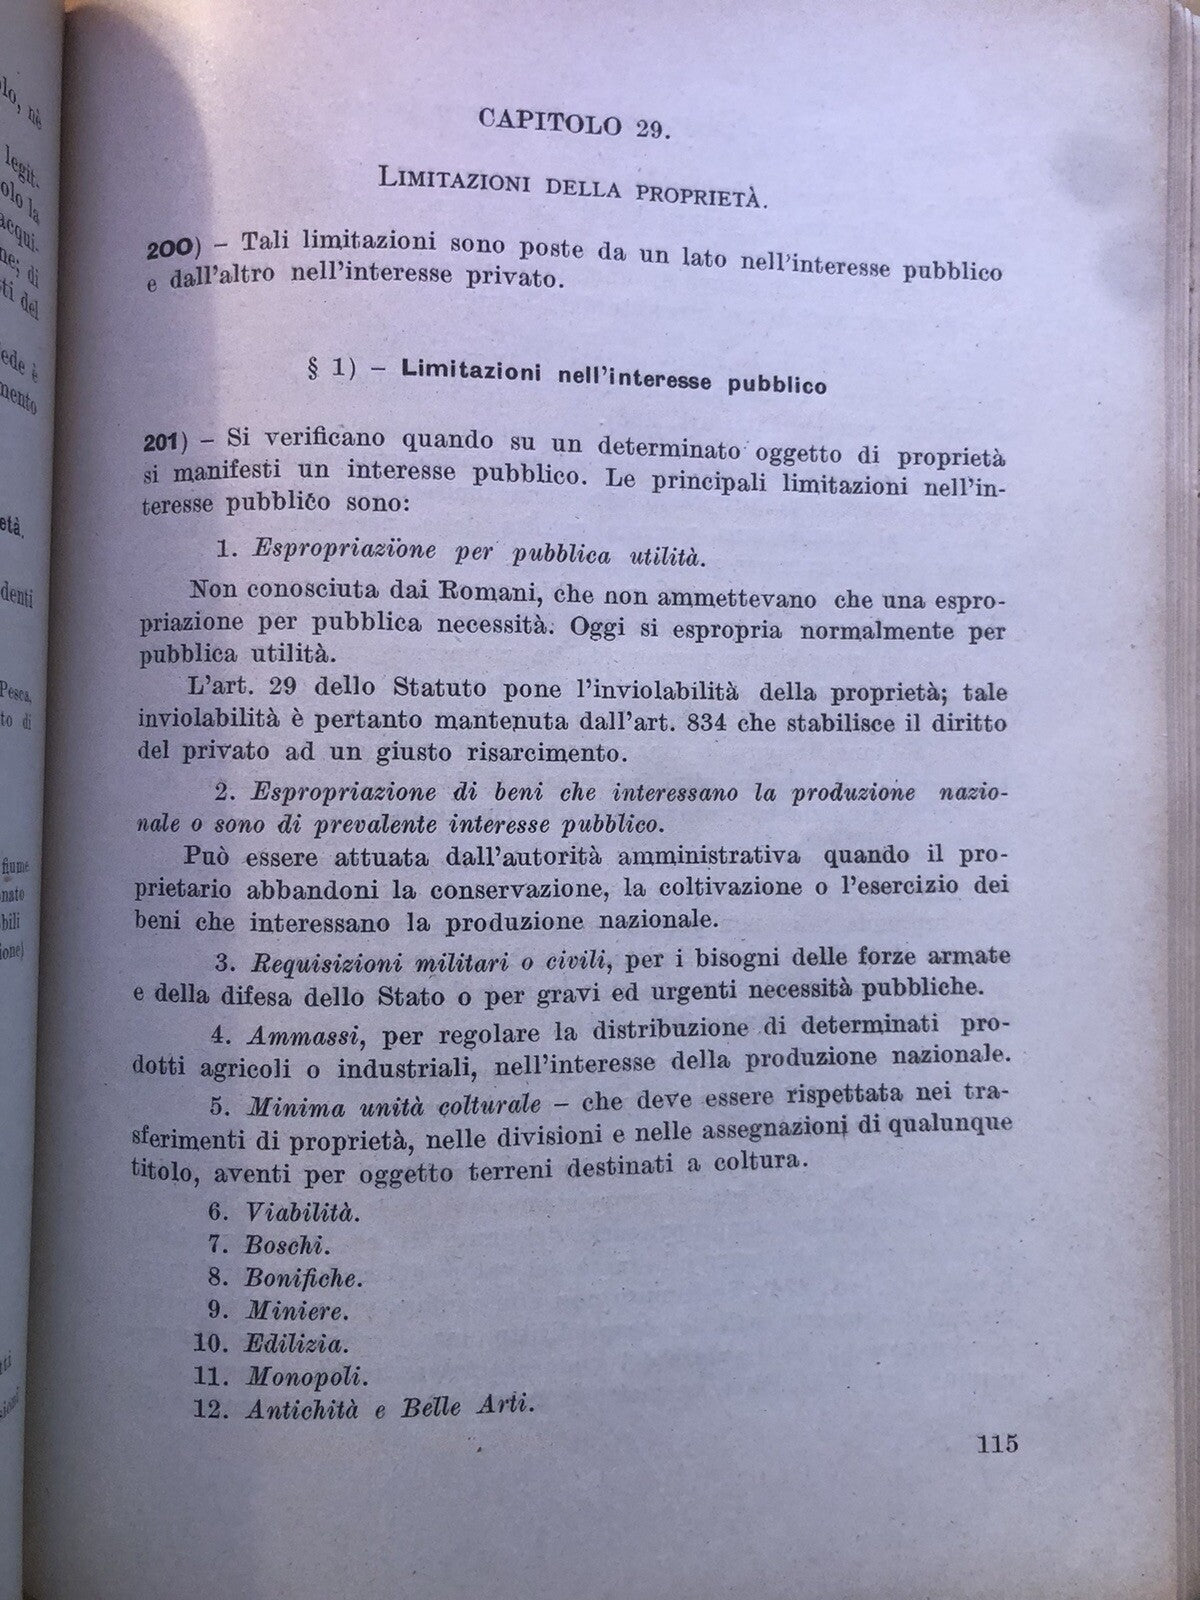 CAPITOLO 29.
LIMITAZIONI DELLA PROPRIETÀ.
200) – Tali limitazioni sono poste da un lato nell'interesse pubblico
e dall'altro nell'interesse privato.
§ 1) – Limitazioni nell'interesse pubblico
201) – Si verificano quando su un determinato oggetto di proprietà
si manifesti un interesse pubblico. Le principali limitazioni nell'in-
teresse pubblico sono:
1. Espropriazione per pubblica utilità.
Non conosciuta dai Romani, che non ammettevano che una espro-
priazione per pubblica necessità. Oggi si espropria normalmente per
pubblica utilità.
L'art. 29 dello Statuto pone l'inviolabilità della proprietà; tale
inviolabilità è pertanto mantenuta dall'art. 834 che stabilisce il diritto
del privato ad un giusto risarcimento.
2. Espropriazione di beni che interessano la produzione nazio-
nale o sono di prevalente interesse pubblico.
Può essere attuata dall'autorità amministrativa quando il pro-
prietario abbandoni la conservazione, la coltivazione o l'esercizio dei
beni che interessano la produzione nazionale.
3. Requisizioni militari o civili, per i bisogni delle forze armate
e della difesa dello Stato o per gravi ed urgenti necessità pubbliche.
4. Ammassi, per regolare la distribuzione di determinati pro-
dotti agricoli o industriali, nell'interesse della produzione nazionale.
5. Minima unità colturale – che deve essere rispettata nei tra-
sferimenti di proprietà, nelle divisioni e nelle assegnazioni di qualunque
titolo, aventi per oggetto terreni destinati a coltura.
6. Viabilità.
7. Boschi.
8. Bonifiche.
9. Miniere.
10. Edilizia.
11. Monopoli.
12. Antichità e Belle Arti.
115